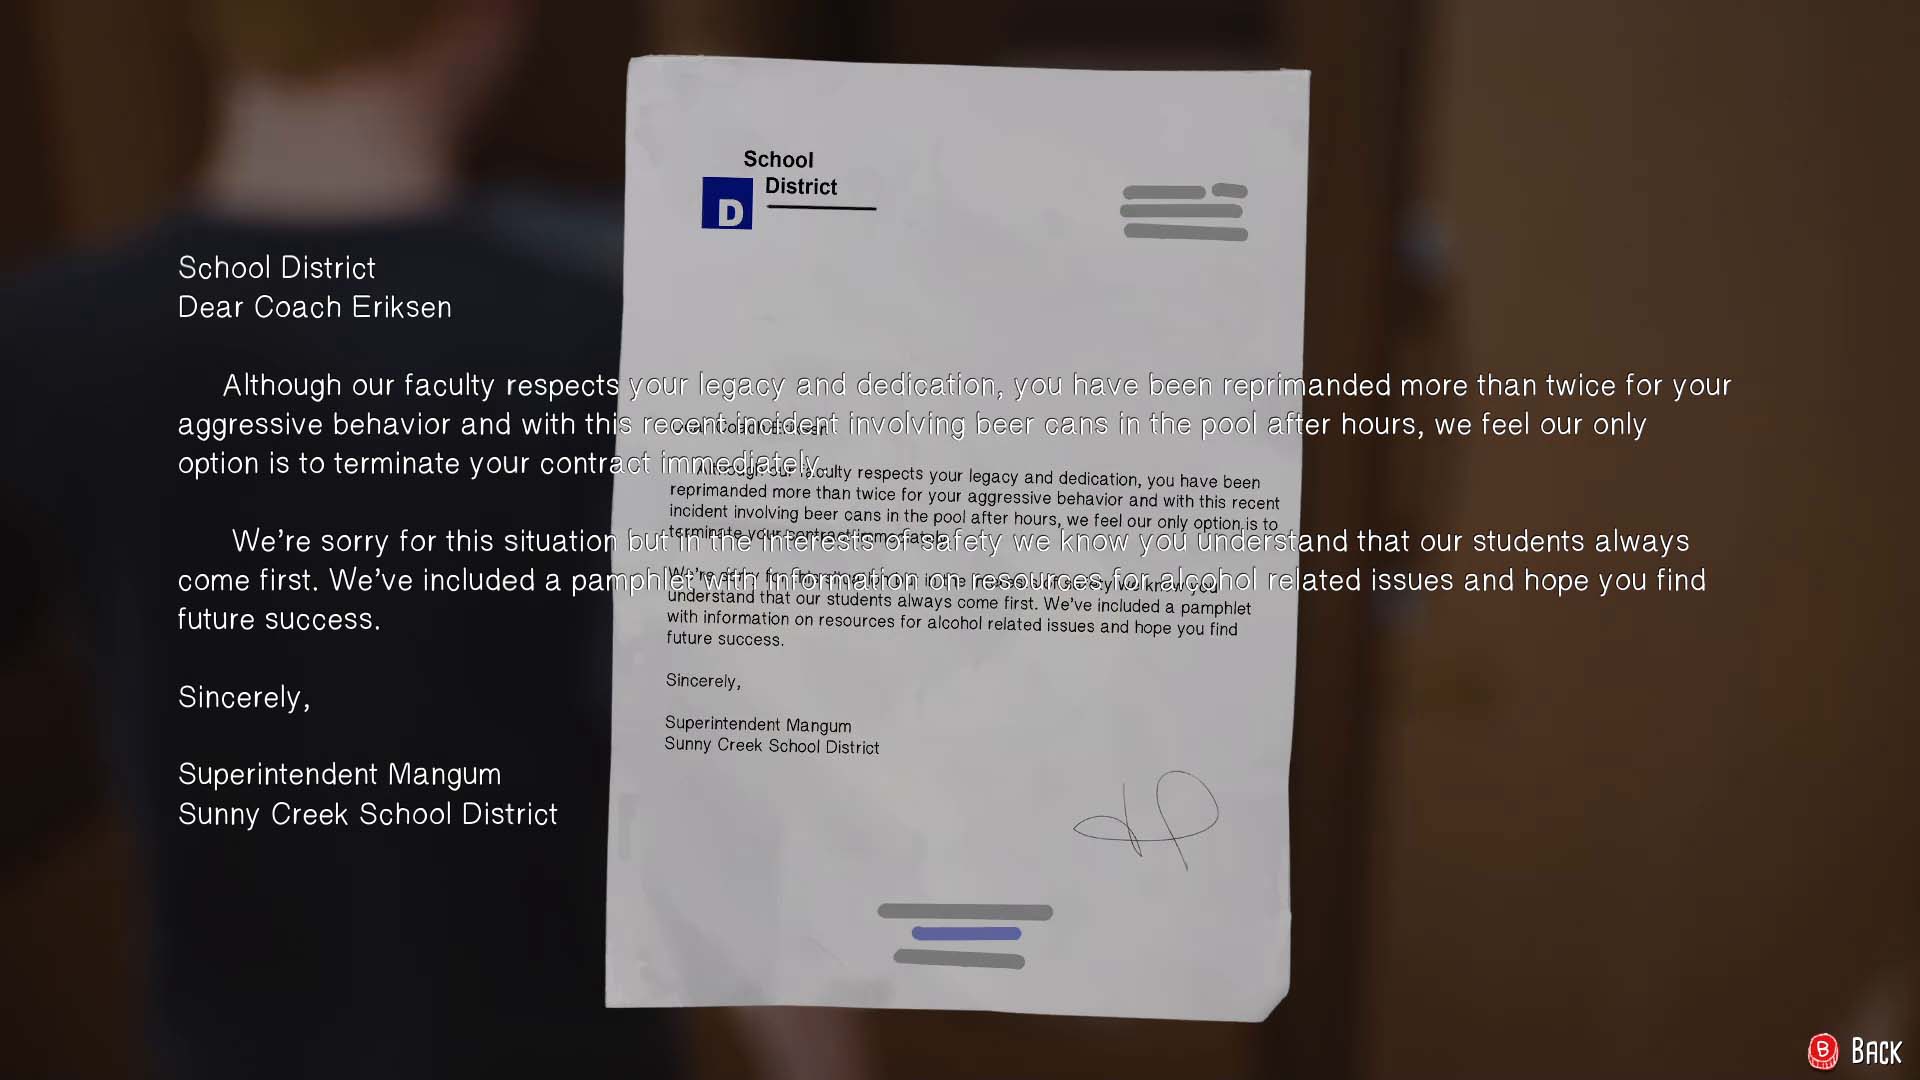 School District
Dear Coach Eriksen
Although our faculty respects your legacy and dedication, you have been reprimanded more than twice for your
aggressive behavior and with this recent incident involving beer cans in the pool after hours, we feel our only
option is to terminate your contract immediately.
We're sorry for this situation but in the interests of safety we know you understand that our students always
come first. We've included a pamphlet with information on resources for alcohol related issues and hope you find
future success.
Sincerely,
Superintendent Mangum
Sunny Creek School District
School
District
D
Dear Coach Eriksen
Although our faculty respects your legacy and dedication, you have been
reprimanded more than twice for your aggressive behavior and with this recent
incident involving beer cans in the pool after hours, we feel our only option is to
terminate your contract immediately.
We're sorry for this situation but in the interests of safety we know you
understand that our students always come first. We've included a pamphlet
with information on resources for alcohol related issues and hope you find
future success.
Sincerely,
Superintendent Mangum
Sunny Creek School District
B BACK